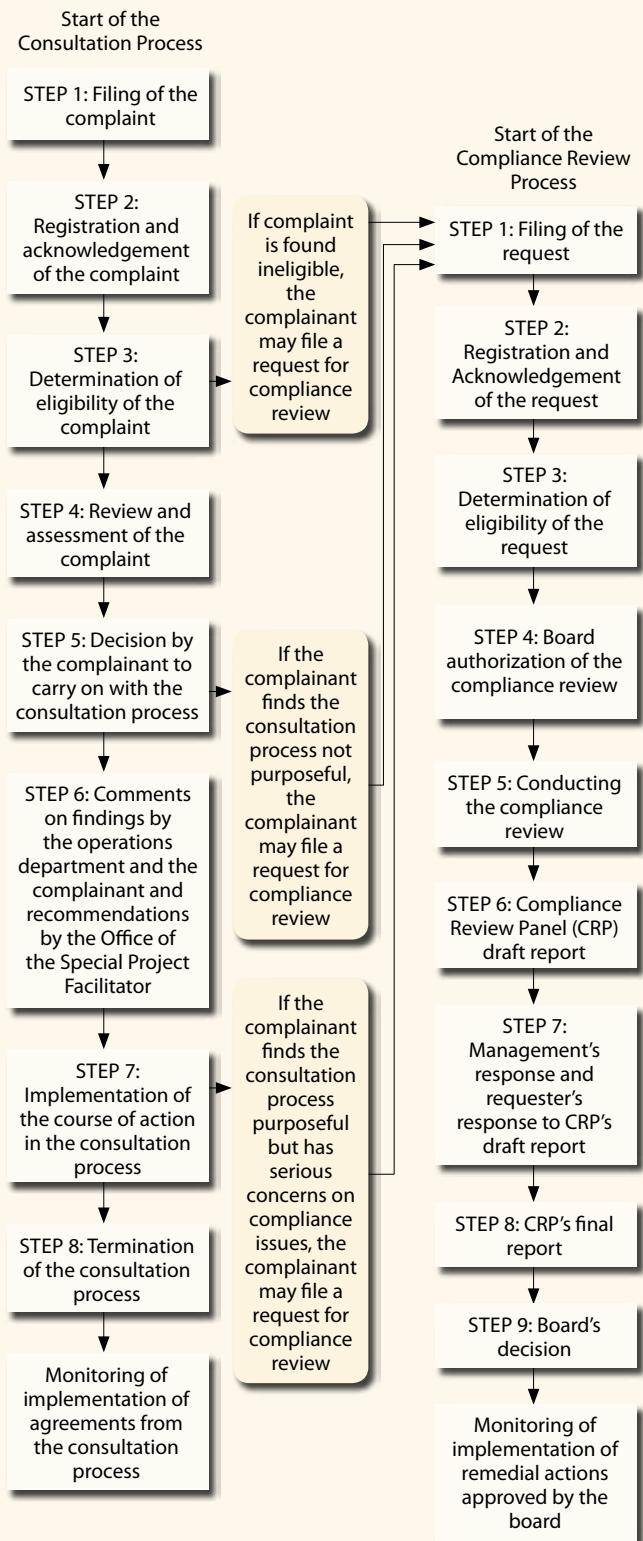 Start of the
Consultation Process
STEP 1: Filing of the
complaint
STEP 2:
Registration and
acknowledgement
of the complaint
STEP 3:
Determination of
eligibility of the
complaint
STEP 4: Review and
assessment of the
complaint
STEP 5: Decision by
the complainant to
carry on with the
consultation process
STEP 6: Comments
on findings by
the operations
department and the
complainant and
recommendations
by the Office of
the Special Project
Facilitator
STEP 7:
Implementation of
the course of action
in the consultation
process
STEP 8: Termination
of the consultation
process
Monitoring of
implementation of
agreements from
the consultation
process
If complaint
is found
ineligible,
the
complainant
may file a
request for
compliance
review
If the
complainant
finds the
consultation
process not
purposeful,
the
complainant
may file a
request for
compliance
review
If the
complainant
finds the
consultation
process
purposeful
but has
serious
concerns on
compliance
issues, the
complainant
may file a
request for
compliance
review
Start of the
Compliance Review
Process
STEP 1: Filing of the
request
STEP 2:
Registration and
Acknowledgement
of the request
STEP 3:
Determination of
eligibility of the
request
STEP 4: Board
authorization of the
compliance review
STEP 5: Conducting
the compliance
review
STEP 6: Compliance
Review Panel (CRP)
draft report
STEP 7:
Management’s
response and
requester’s
response to CRP’s
draft report
STEP 8: CRP’s final
report
STEP 9: Board’s
decision
Monitoring of
implementation of
remedial actions
approved by the
board